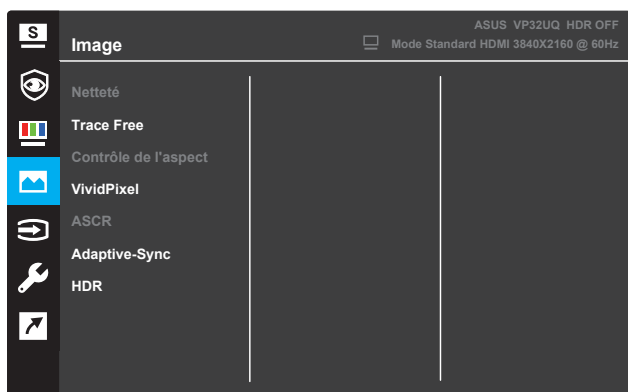 S
ASUS VP32UQ HDR OFF
Image
Mode Standard HDMI 3840X2160 @ 60Hz
Netteté
Trace Free
Contrôle de l'aspect
VividPixel
ASCR
Adaptive-Sync
HDR